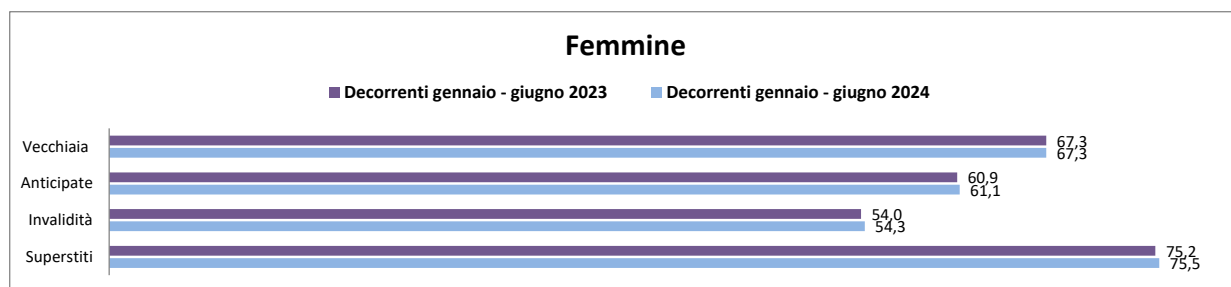 Femmine
Decorrenti gennaio - giugno 2023 Decorrenti gennaio - giugno 2024
Vecchiaia 67,3
67,3
Anticipate 60,9
61,1
Invalidità 54,0
54,3
Superstiti 75,2
75,5